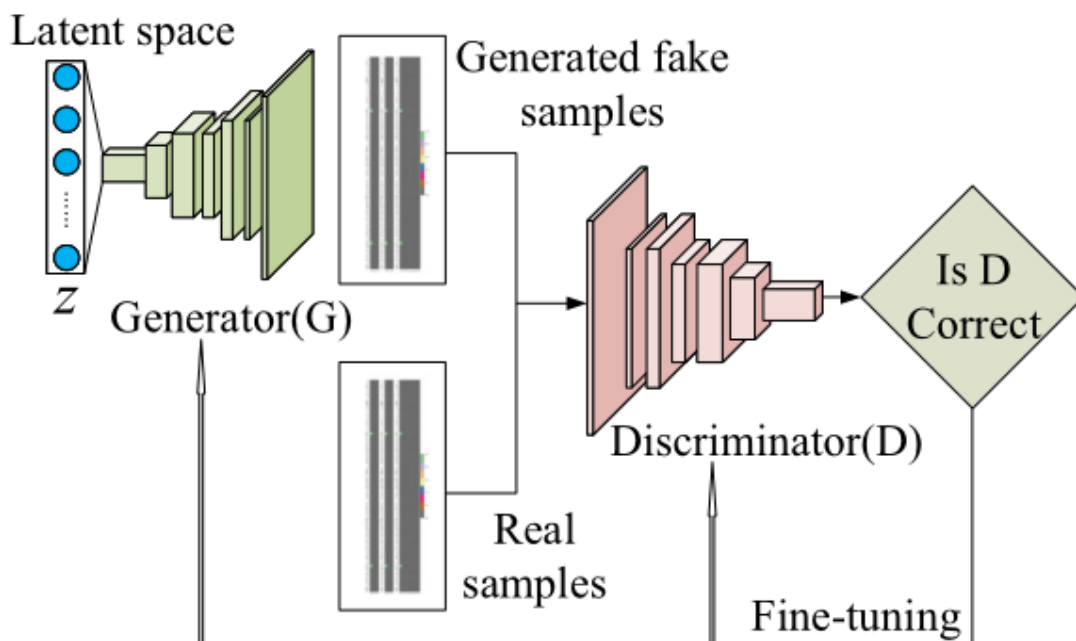 Latent space
z
Generator(G)
Generated fake
samples
Real
samples
Discriminator(D)
Is D
Correct
Fine-tuning